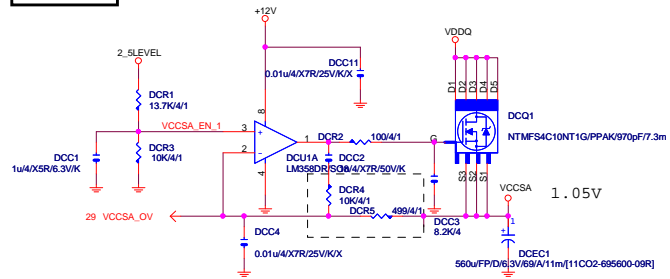 +12V
VDDQ
2_5LEVEL
DCC11
0.01u/4/X7R/25V/K/X
D1
D2
D3
D4
D5
DCR1
13.7K/4/1
DCQ1
8
VCCSA_EN_1
3
+
1
DCR2
100/4/1
G
NTMFS4C10NT1G/PPAK/970pF/7.3m
DCC1
1u/4/X5R/6.3V/K
DCR3
10K/4/1
2
-
DCU1A
LM358DR/SO8
DCC2
4
/4/X7R/50V/K
S3
S2
S1
DCR4
10K/4/1
VCCSA
1.05V
29 VCCSA_OV
DCR5
499/4/1
DCC3
8.2K/4
1
+
DCC4
0.01u/4/X7R/25V/K/X
DCEC1
560u/FP/D/6.3V/69/A/11m/[11CO2-695600-09R]